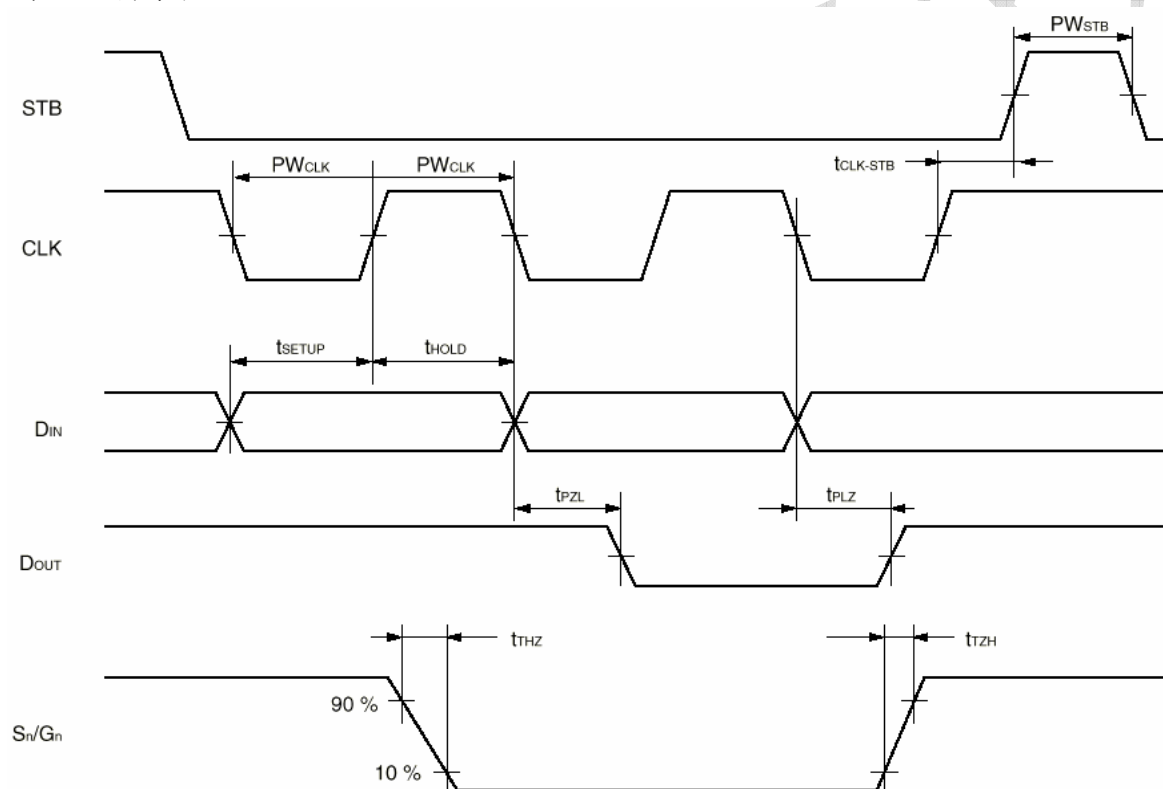 PWSTB
STB
tCLK-STB
PWCLK PWCLK
CLK
tSETUP tHOLD
DIN
tPZL tPLZ
DOUT
tTHZ tTZH
90 %
Sn/Gn
10 %